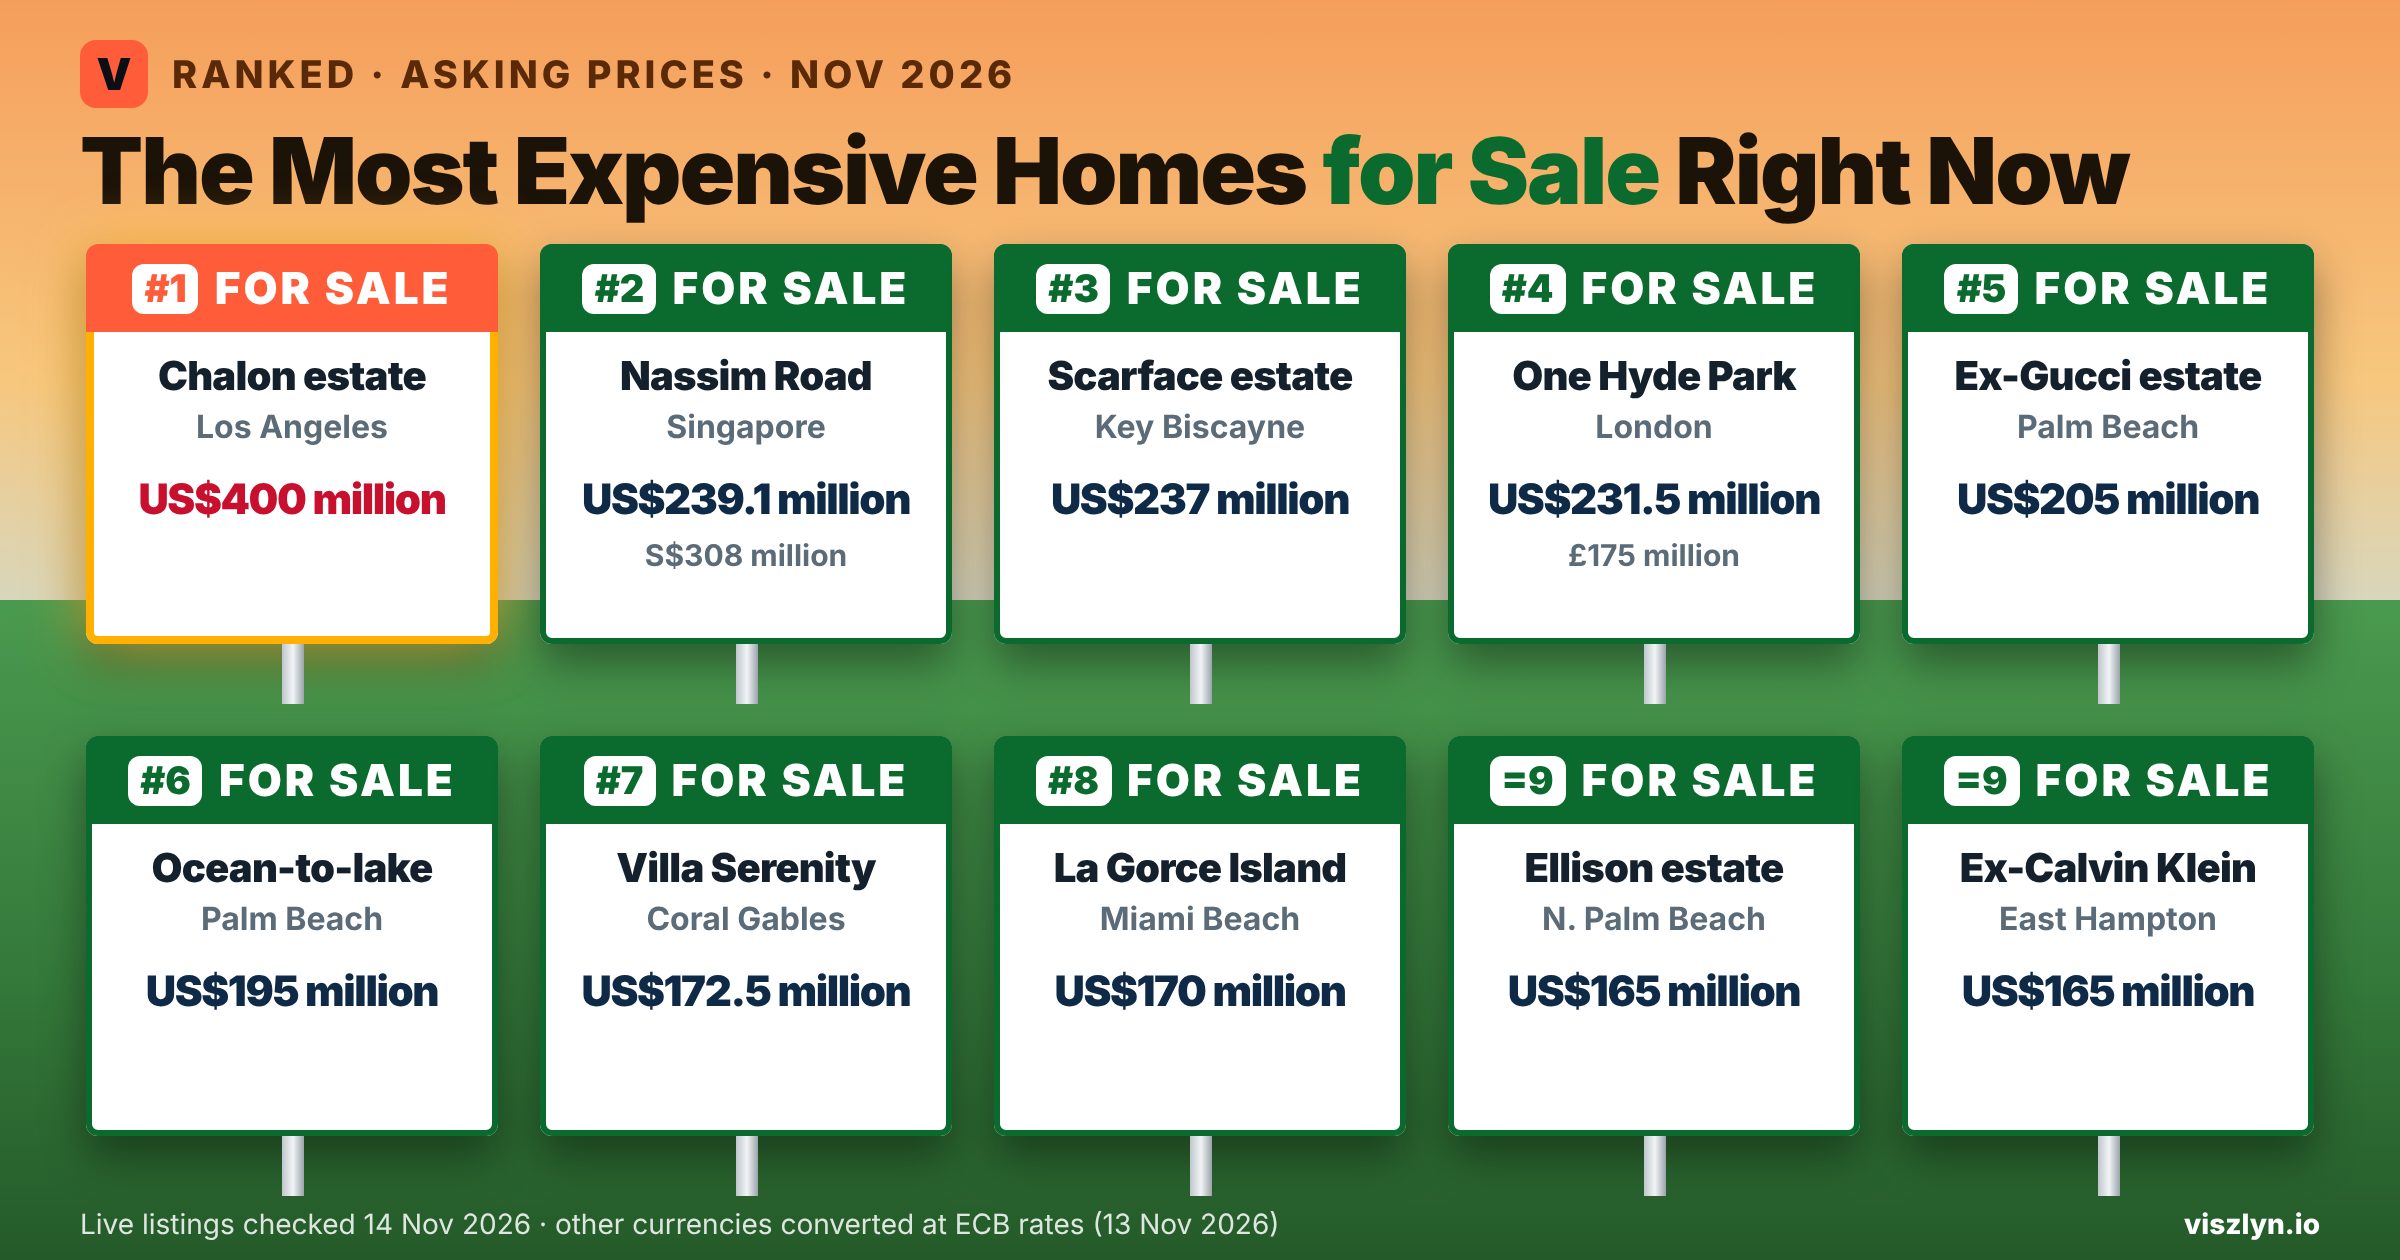 V RANKED · ASKING PRICES · NOV 2026
The Most Expensive Homes for Sale Right Now
#1 FOR SALE
Chalon estate
Los Angeles
US$400 million
#2 FOR SALE
Nassim Road
Singapore
US$239.1 million
S$308 million
#3 FOR SALE
Scarface estate
Key Biscayne
US$237 million
#4 FOR SALE
One Hyde Park
London
US$231.5 million
£175 million
#5 FOR SALE
Ex-Gucci estate
Palm Beach
US$205 million
#6 FOR SALE
Ocean-to-lake
Palm Beach
US$195 million
#7 FOR SALE
Villa Serenity
Coral Gables
US$172.5 million
#8 FOR SALE
La Gorce Island
Miami Beach
US$170 million
=9 FOR SALE
Ellison estate
N. Palm Beach
US$165 million
=9 FOR SALE
Ex-Calvin Klein
East Hampton
US$165 million
Live listings checked 14 Nov 2026 · other currencies converted at ECB rates (13 Nov 2026)
viszlyn.io